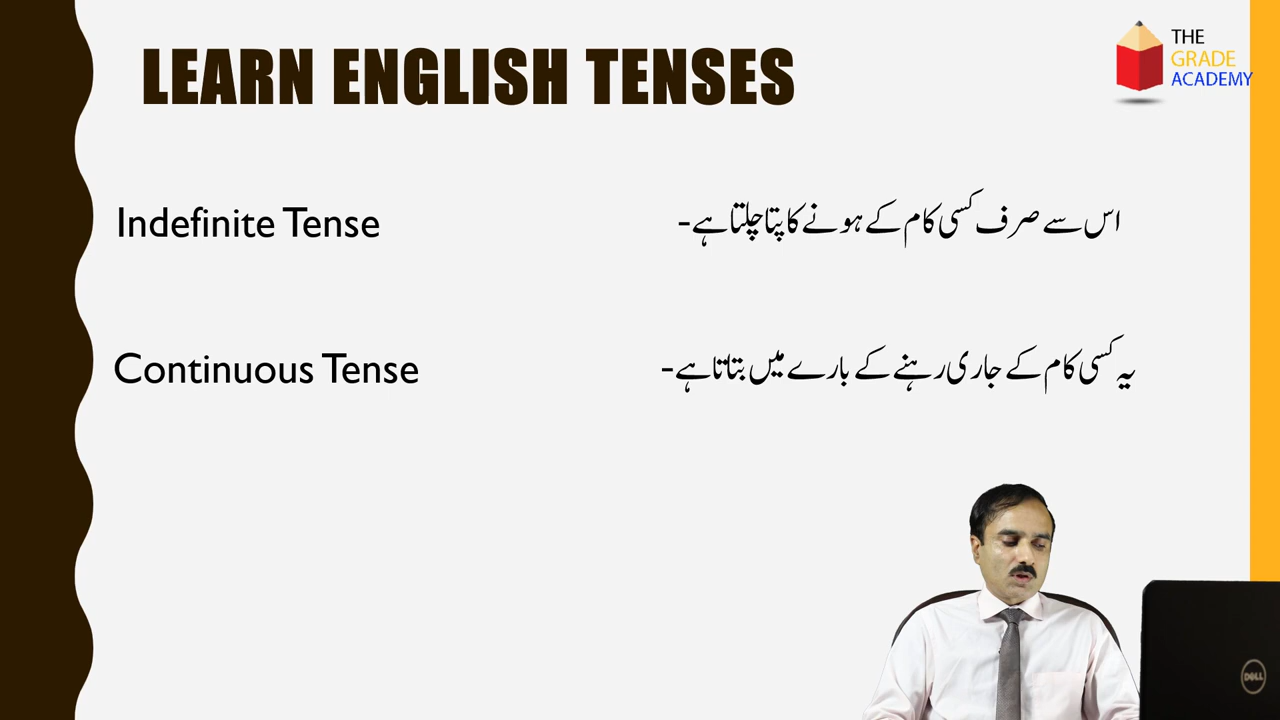 LEARN ENGLISH TENSES
THE
GRADE
ACADEMY
Indefinite Tense
اس سے صرف کسی کام کے ہونے کا پتا چلتا ہے-
Continuous Tense
یہ کسی کام کے جاری رہنے کے بارے میں بتاتا ہے-
DELL